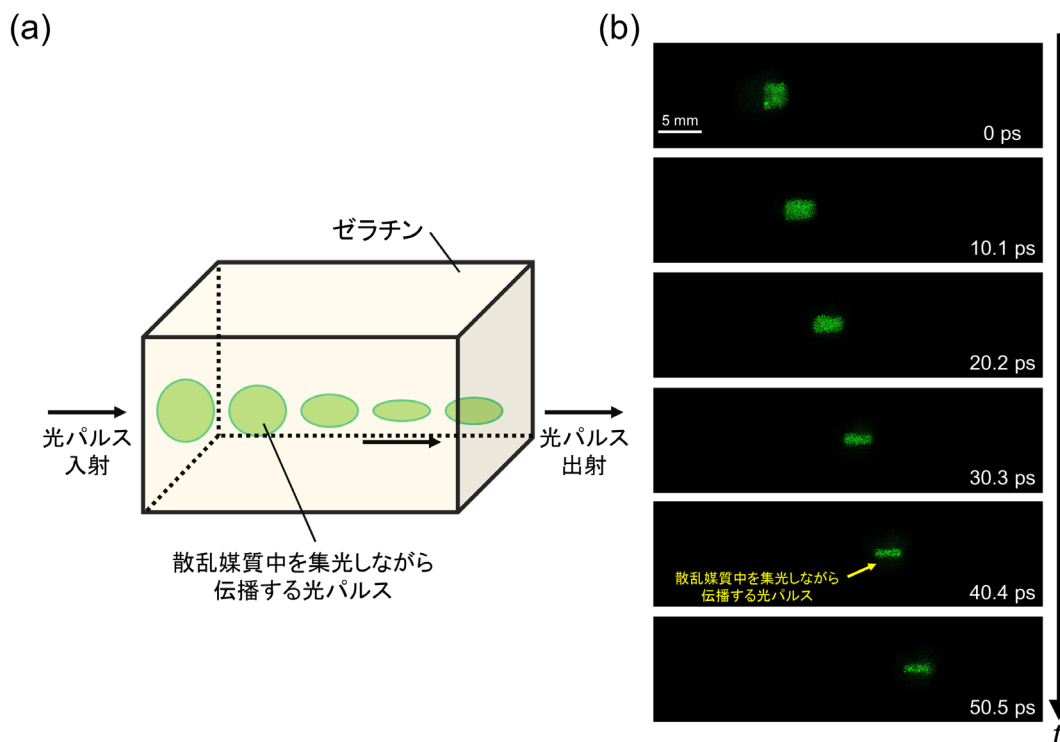 (a)
ゼラチン
光パルス
入射
光パルス
出射
散乱媒質中を集光しながら
伝播する光パルス
(b)
5 mm
0 ps
10.1 ps
20.2 ps
30.3 ps
散乱媒質中を集光しながら
伝播する光パルス
40.4 ps
50.5 ps
t